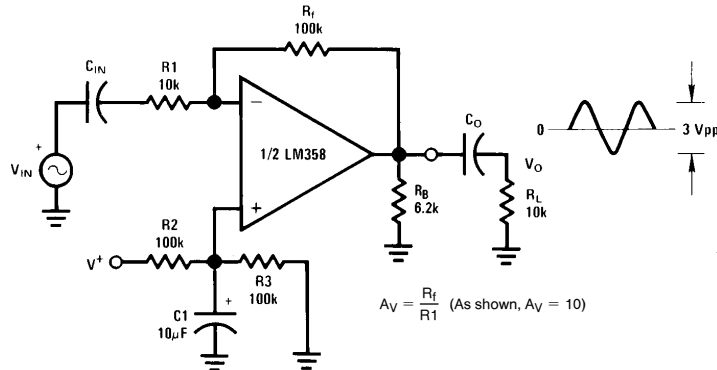 Rf
100k
CIN
R1
10k
−
+
VIN
1/2 LM358
CO
0
3 Vpp
VO
+
RB
6.2k
RL
10k
R2
100k
V+
R3
100k
+
C1
10µF
AV = Rf/R1 (As shown, AV = 10)